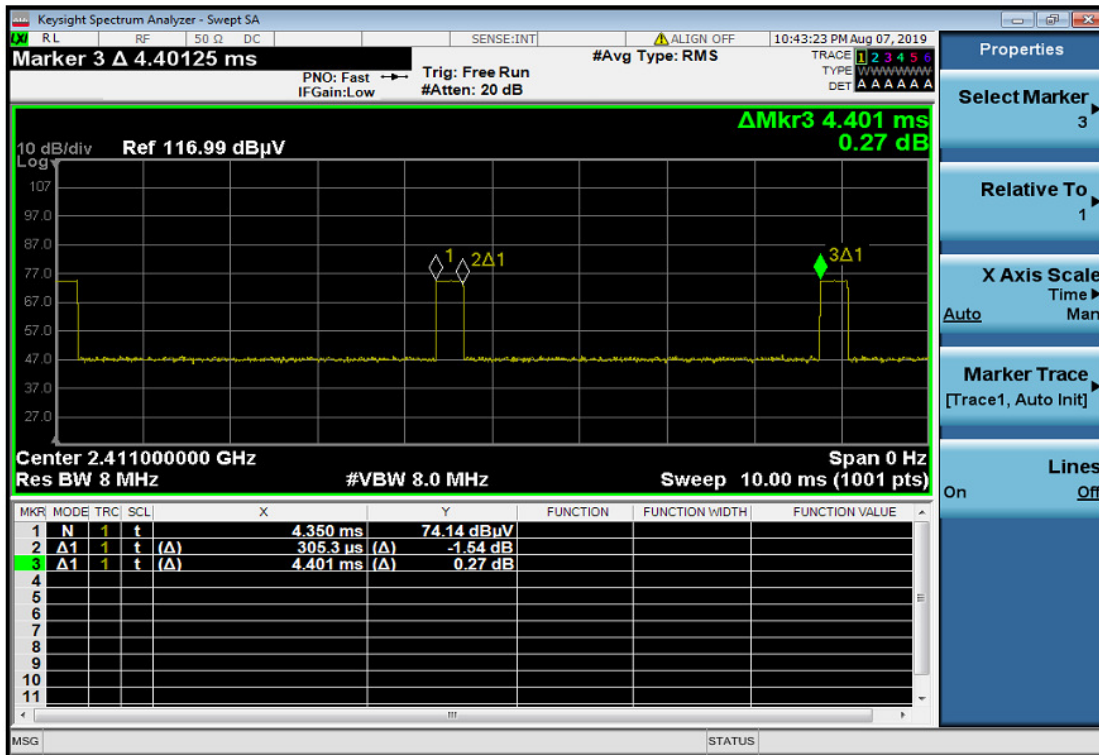 Keysight Spectrum Analyzer - Swept SA
LXI RL RF 50 Ω DC SENSE:INT ALIGN OFF 10:43:23 PM Aug 07, 2019
Marker 3 Δ 4.40125 ms
PNO: Fast
IFGain:Low
Trig: Free Run
#Atten: 20 dB
#Avg Type: RMS
TRACE 1 2 3 4 5 6
TYPE WWWWWW
DET A A A A A A
ΔMkr3 4.401 ms
0.27 dB
10 dB/div Ref 116.99 dBµV
Log
107
97.0
87.0
77.0
67.0
57.0
47.0
37.0
27.0
1
2Δ1
3Δ1
Center 2.411000000 GHz Span 0 Hz
Res BW 8 MHz #VBW 8.0 MHz Sweep 10.00 ms (1001 pts)
MKR MODE TRC SCL X Y FUNCTION FUNCTION WIDTH FUNCTION VALUE
1 N 1 t 4.350 ms 74.14 dBµV
2 Δ1 1 t (Δ) 305.3 µs (Δ) -1.54 dB
3 Δ1 1 t (Δ) 4.401 ms (Δ) 0.27 dB
4
5
6
7
8
9
10
11
MSG STATUS
Properties
Select Marker
3
Relative To
1
X Axis Scale
Time
Auto Man
Marker Trace
[Trace1, Auto Init]
Lines
On Off